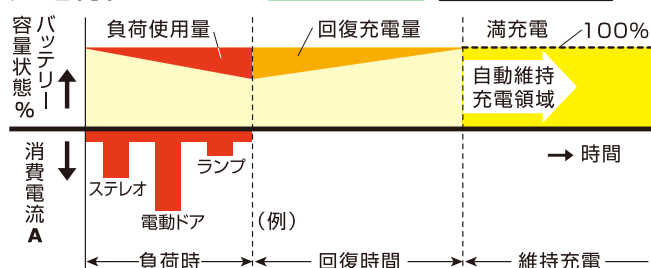 バッテリー
容量状態%
負荷使用量
回復充電量
満充電
100%
自動維持
充電領域
消費電流A
ステレオ
電動ドア
ランプ
(例)
時間
負荷時
回復時間
維持充電